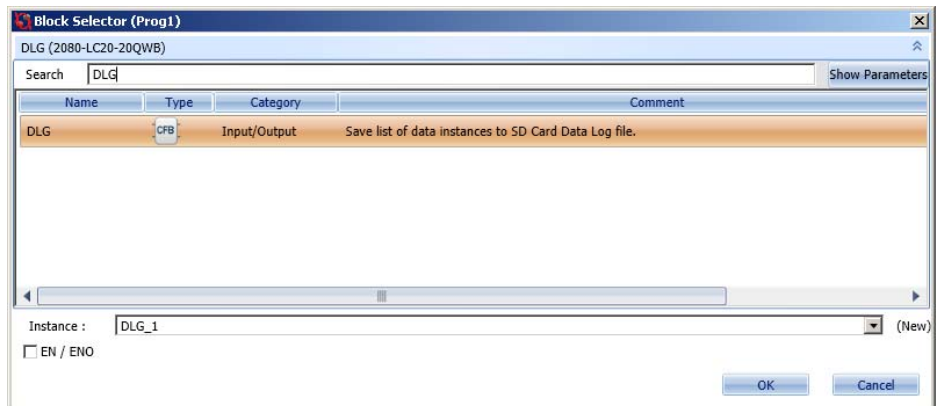 Block Selector (Prog1)
DLG (2080-LC20-20QWB)
Search DLG Show Parameters
Name Type Category Comment
DLG CFB Input/Output Save list of data instances to SD Card Data Log file.
Instance : DLG_1 (New)
EN / ENO
OK Cancel